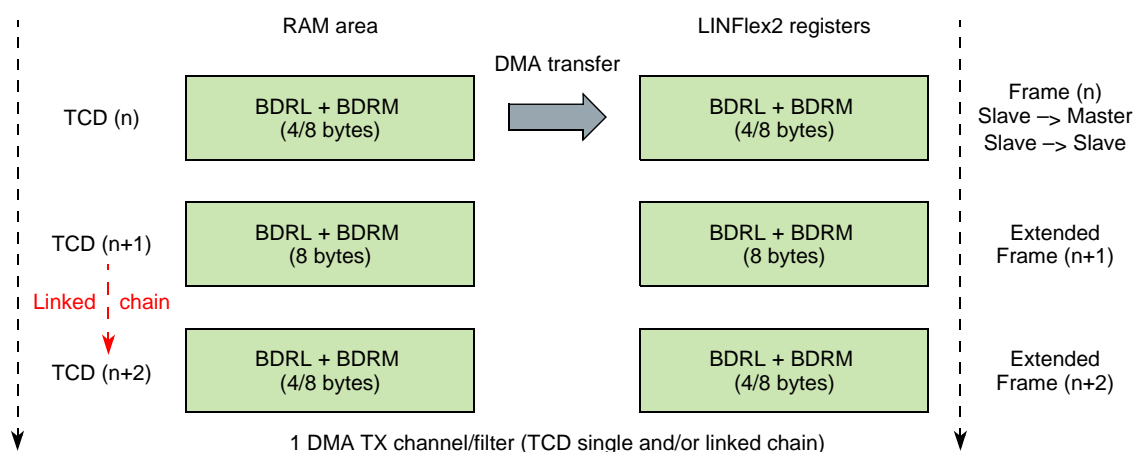 RAM area
LINFlex2 registers
DMA transfer
TCD (n)
BDRL + BDRM
(4/8 bytes)
BDRL + BDRM
(4/8 bytes)
Frame (n)
Slave –> Master
Slave –> Slave
TCD (n+1)
BDRL + BDRM
(8 bytes)
BDRL + BDRM
(8 bytes)
Extended
Frame (n+1)
Linked chain
TCD (n+2)
BDRL + BDRM
(4/8 bytes)
BDRL + BDRM
(4/8 bytes)
Extended
Frame (n+2)
1 DMA TX channel/filter (TCD single and/or linked chain)